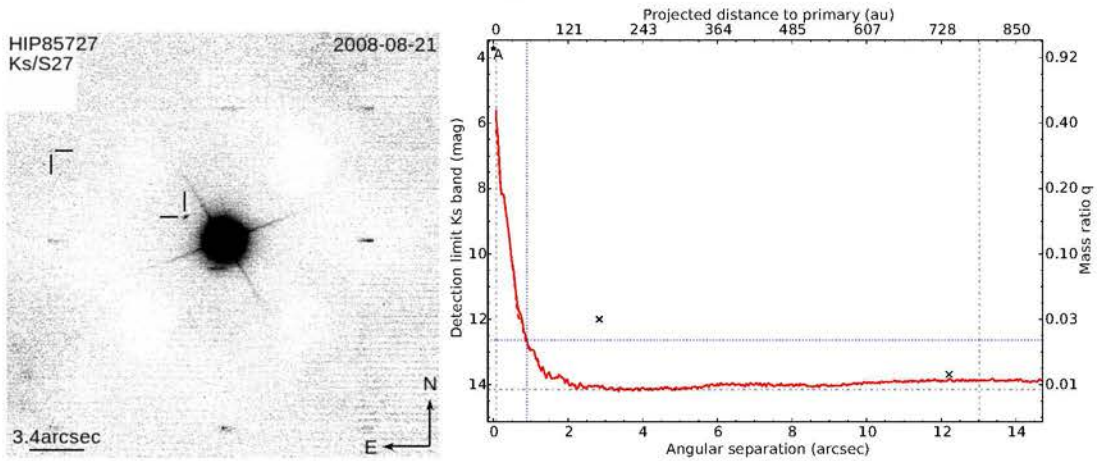 HIP85727
2008-08-21
Ks/S27
N
E
3.4arcsec
Projected distance to primary (au)
0 121 243 364 485 607 728 850
A
4
6
8
10
12
14
Detection limit Ks band (mag)
0.92
0.40
0.20
0.10
0.03
0.01
Mass ratio q
0 2 4 6 8 10 12 14
Angular separation (arcsec)